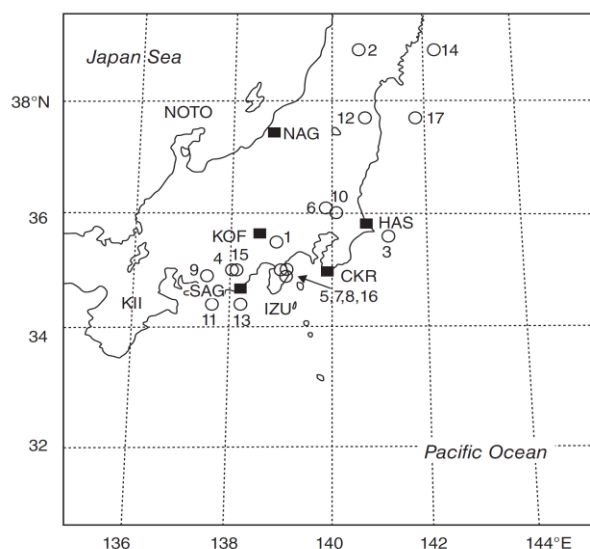 Japan Sea
2
14
38°N
NOTO
12
17
NAG
6
10
36
KOF
1
HAS
3
4
15
9
SAG
CKR
KII
IZU
5,7,8,16
11
13
34
32
Pacific Ocean
136
138
140
142
144°E